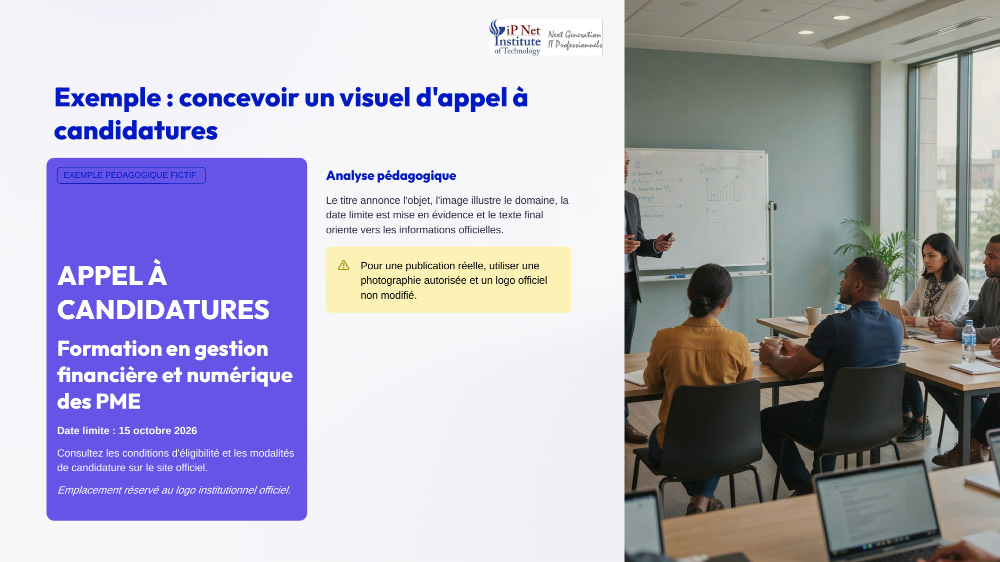 iP Net
Institute
of Technology
Next Generation
IT Professionnels
Exemple : concevoir un visuel d'appel à
candidatures
EXEMPLE PÉDAGOGIQUE FICTIF
APPEL À
CANDIDATURES
Formation en gestion
financière et numérique
des PME
Date limite : 15 octobre 2026
Consultez les conditions d'éligibilité et les modalités
de candidature sur le site officiel.
Emplacement réservé au logo institutionnel officiel.
Analyse pédagogique
Le titre annonce l'objet, l'image illustre le domaine, la
date limite est mise en évidence et le texte final
oriente vers les informations officielles.
Pour une publication réelle, utiliser une
photographie autorisée et un logo officiel
non modifié.